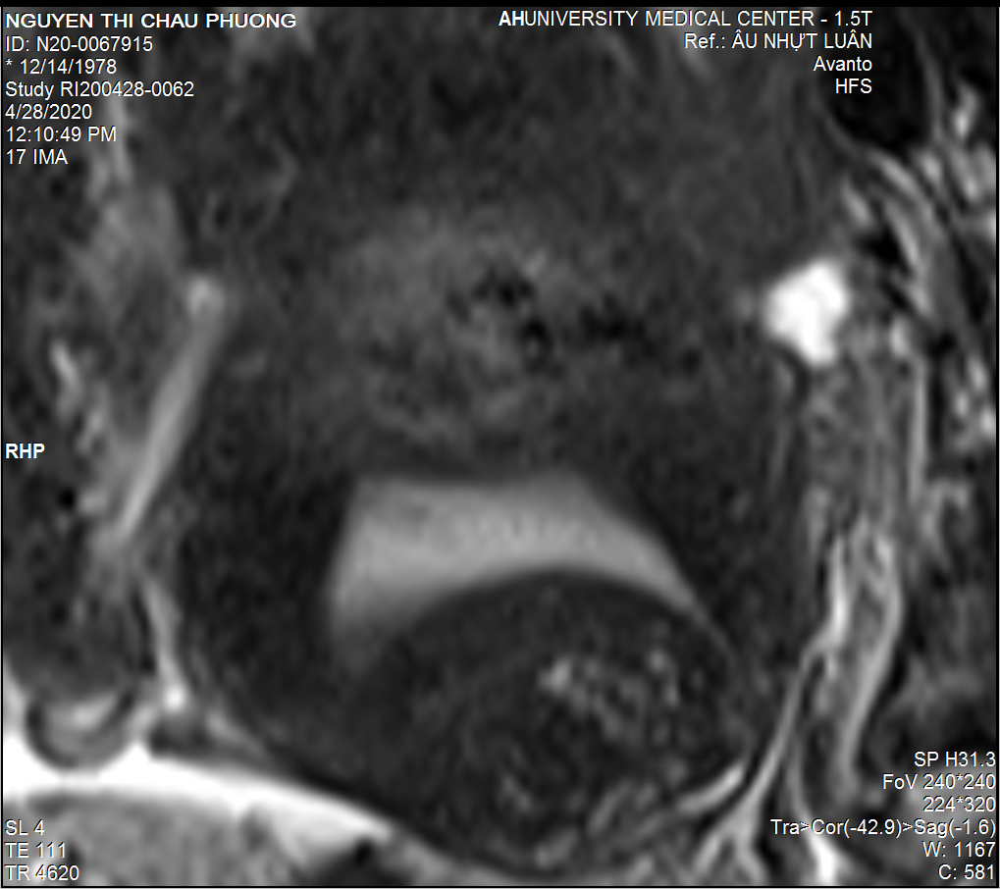 NGUYEN THI CHAU PHUONG
ID: N20-0067915
* 12/14/1978
Study RI200428-0062
4/28/2020
12:10:49 PM
17 IMA
AHUNIVERSITY MEDICAL CENTER - 1.5T
Ref.: ÂU NHỰT LUÂN
Avanto
HFS
RHP
SL 4
TE 111
TR 4620
SP H31.3
FoV 240*240
224*320
Tra>Cor(-42.9)>Sag(-1.6)
W: 1167
C: 581